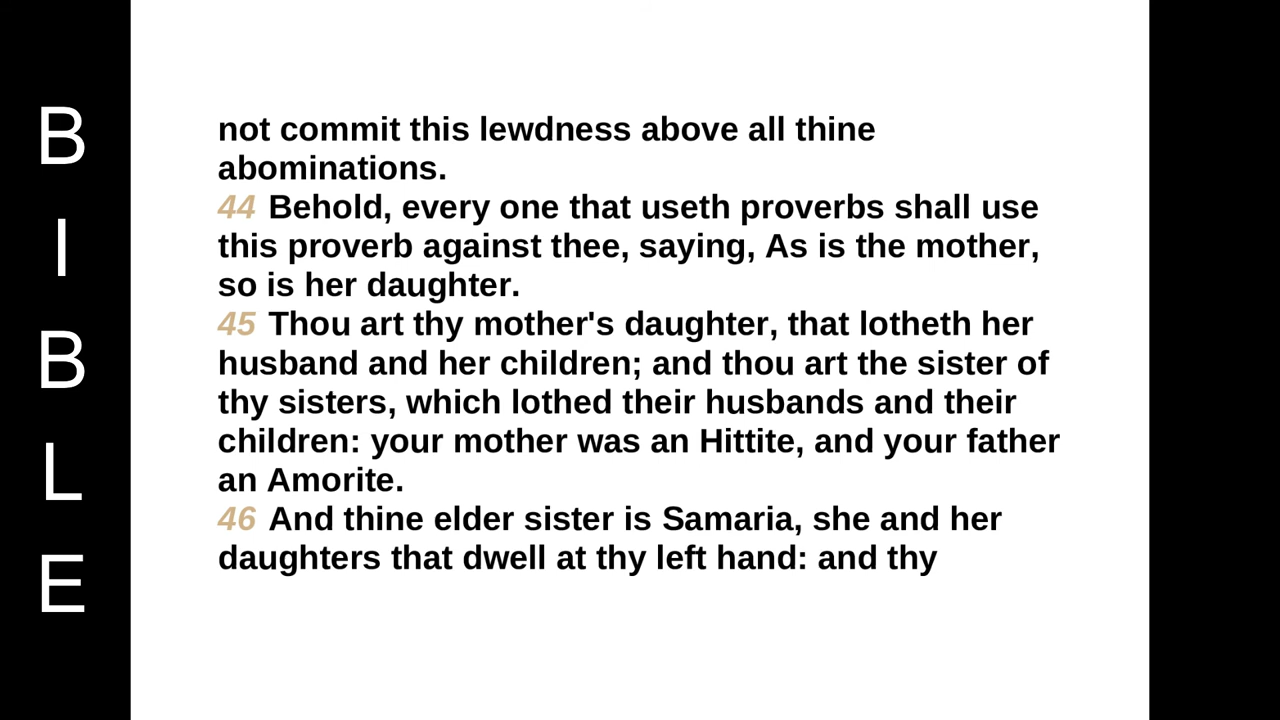 BIBLE
not commit this lewdness above all thine
abominations.
44 Behold, every one that useth proverbs shall use
this proverb against thee, saying, As is the mother,
so is her daughter.
45 Thou art thy mother's daughter, that lotheth her
husband and her children; and thou art the sister of
thy sisters, which lothed their husbands and their
children: your mother was an Hittite, and your father
an Amorite.
46 And thine elder sister is Samaria, she and her
daughters that dwell at thy left hand: and thy